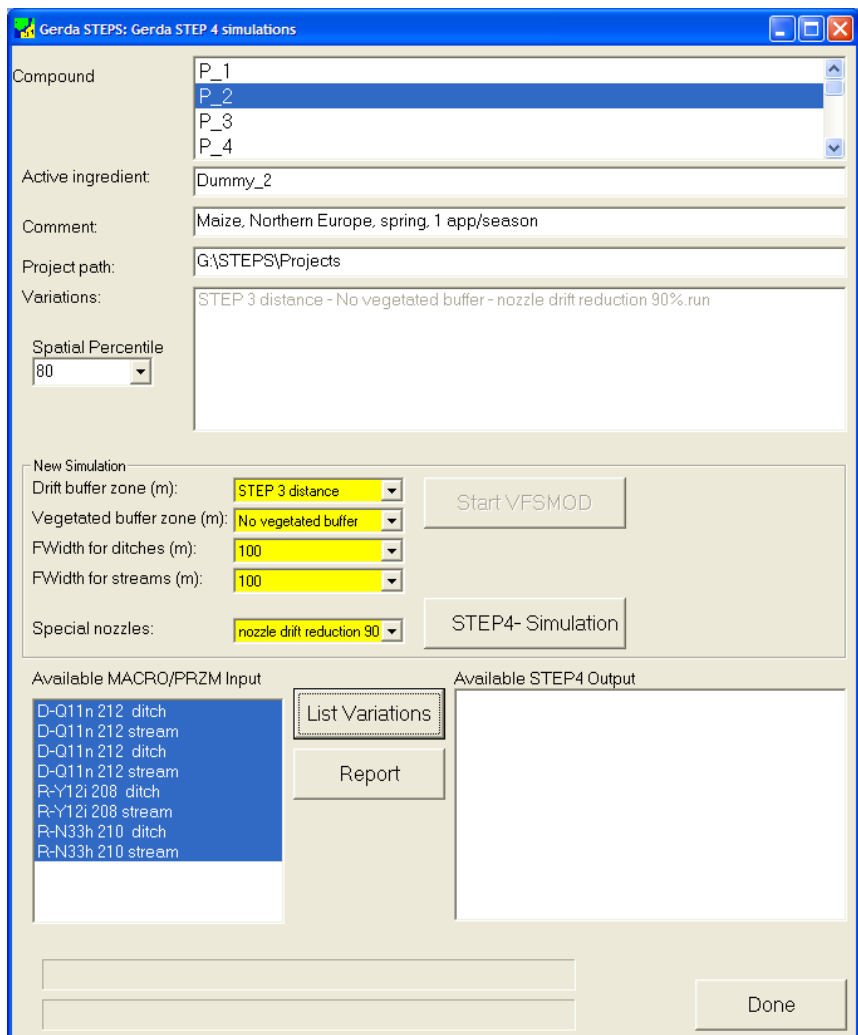 Gerda STEPS: Gerda STEP 4 simulations
Compound
P_1
P_2
P_3
P_4
Active ingredient:
Dummy_2
Comment:
Maize, Northern Europe, spring, 1 app/season
Project path:
G:\STEPS\Projects
Variations:
STEP 3 distance - No vegetated buffer - nozzle drift reduction 90%.run
Spatial Percentile
80
New Simulation
Drift buffer zone (m):
STEP 3 distance
Start VFSMOD
Vegetated buffer zone (m):
No vegetated buffer
FWidth for ditches (m):
100
FWidth for streams (m):
100
Special nozzles:
nozzle drift reduction 90
STEP4- Simulation
Available MACRO/PRZM Input
Available STEP4 Output
D-Q11n 212  ditch
D-Q11n 212 stream
D-Q11n 212  ditch
D-Q11n 212 stream
R-Y12i 208  ditch
R-Y12i 208 stream
R-N33h 210  ditch
R-N33h 210 stream
List Variations
Report
Done